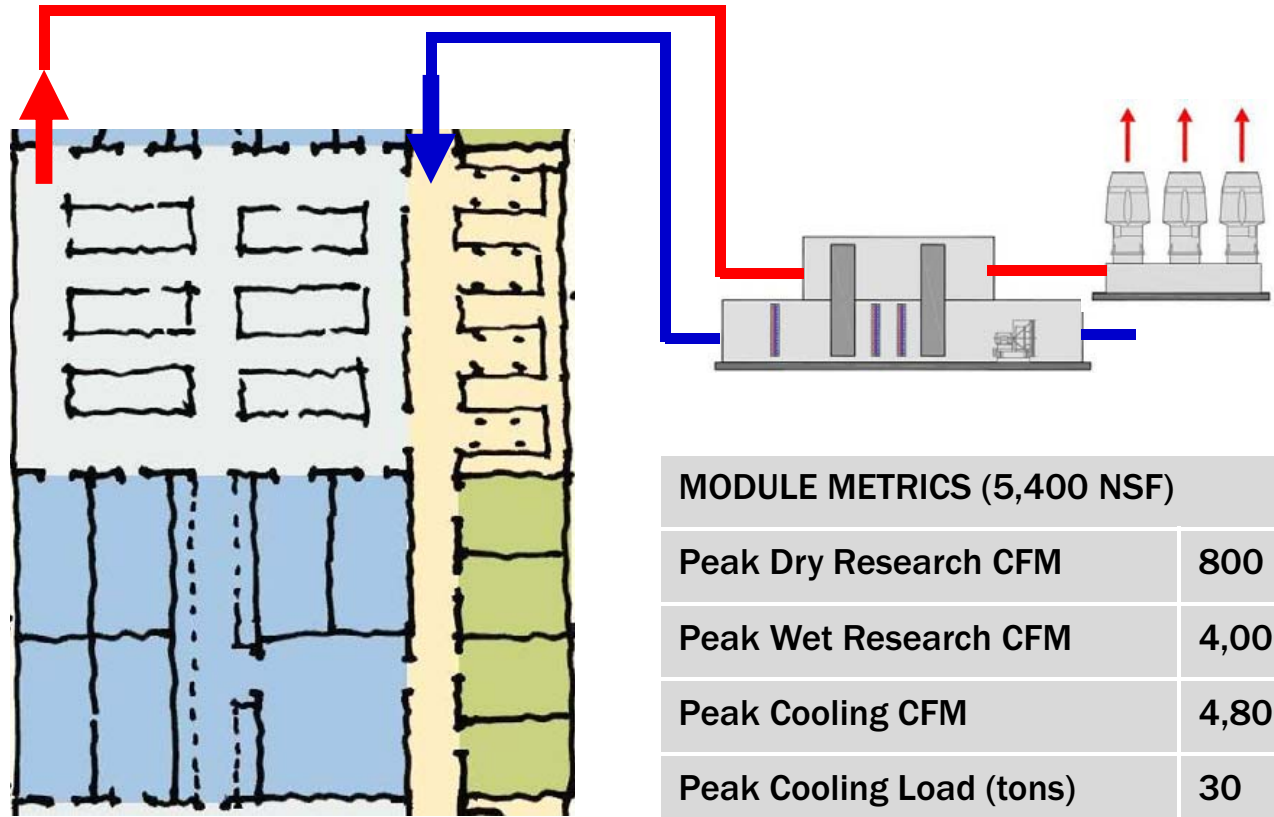 MODULE METRICS (5,400 NSF)
Peak Dry Research CFM 800
Peak Wet Research CFM 4,00
Peak Cooling CFM 4,80
Peak Cooling Load (tons) 30